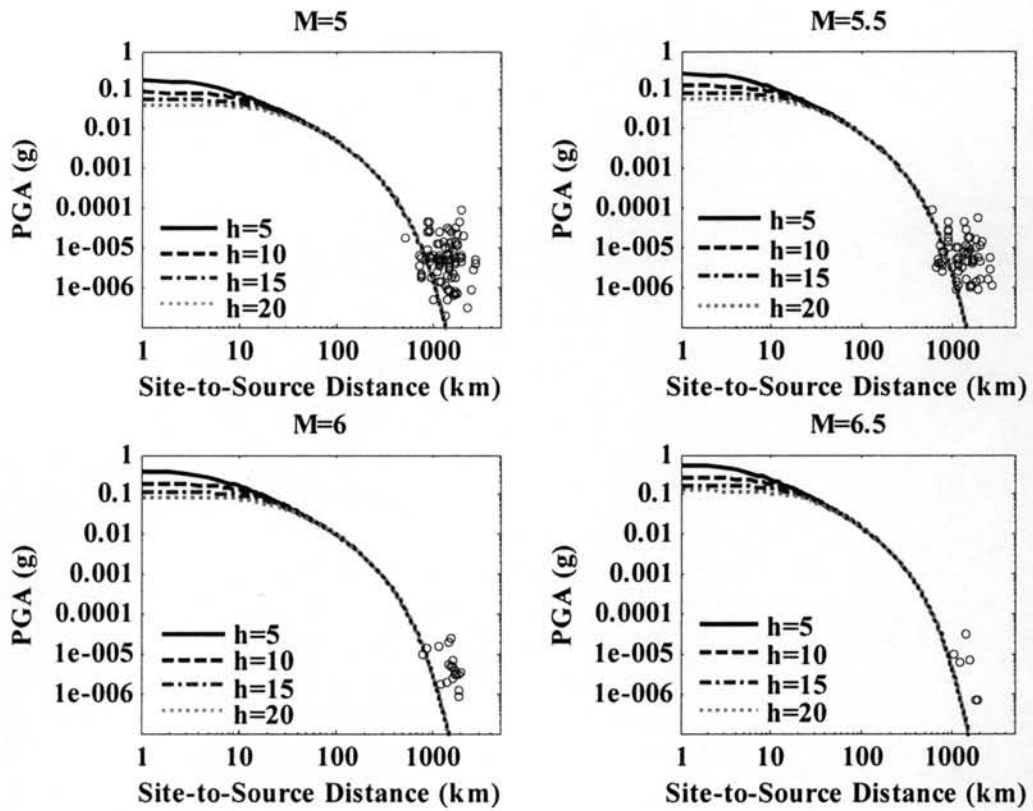 M=5
1
0.1
0.01
0.001
0.0001
1e-005
1e-006
PGA (g)
h=5
h=10
h=15
h=20
1 10 100 1000
Site-to-Source Distance (km)
M=5.5
1
0.1
0.01
0.001
0.0001
1e-005
1e-006
PGA (g)
h=5
h=10
h=15
h=20
1 10 100 1000
Site-to-Source Distance (km)
M=6
1
0.1
0.01
0.001
0.0001
1e-005
1e-006
PGA (g)
h=5
h=10
h=15
h=20
1 10 100 1000
Site-to-Source Distance (km)
M=6.5
1
0.1
0.01
0.001
0.0001
1e-005
1e-006
PGA (g)
h=5
h=10
h=15
h=20
1 10 100 1000
Site-to-Source Distance (km)